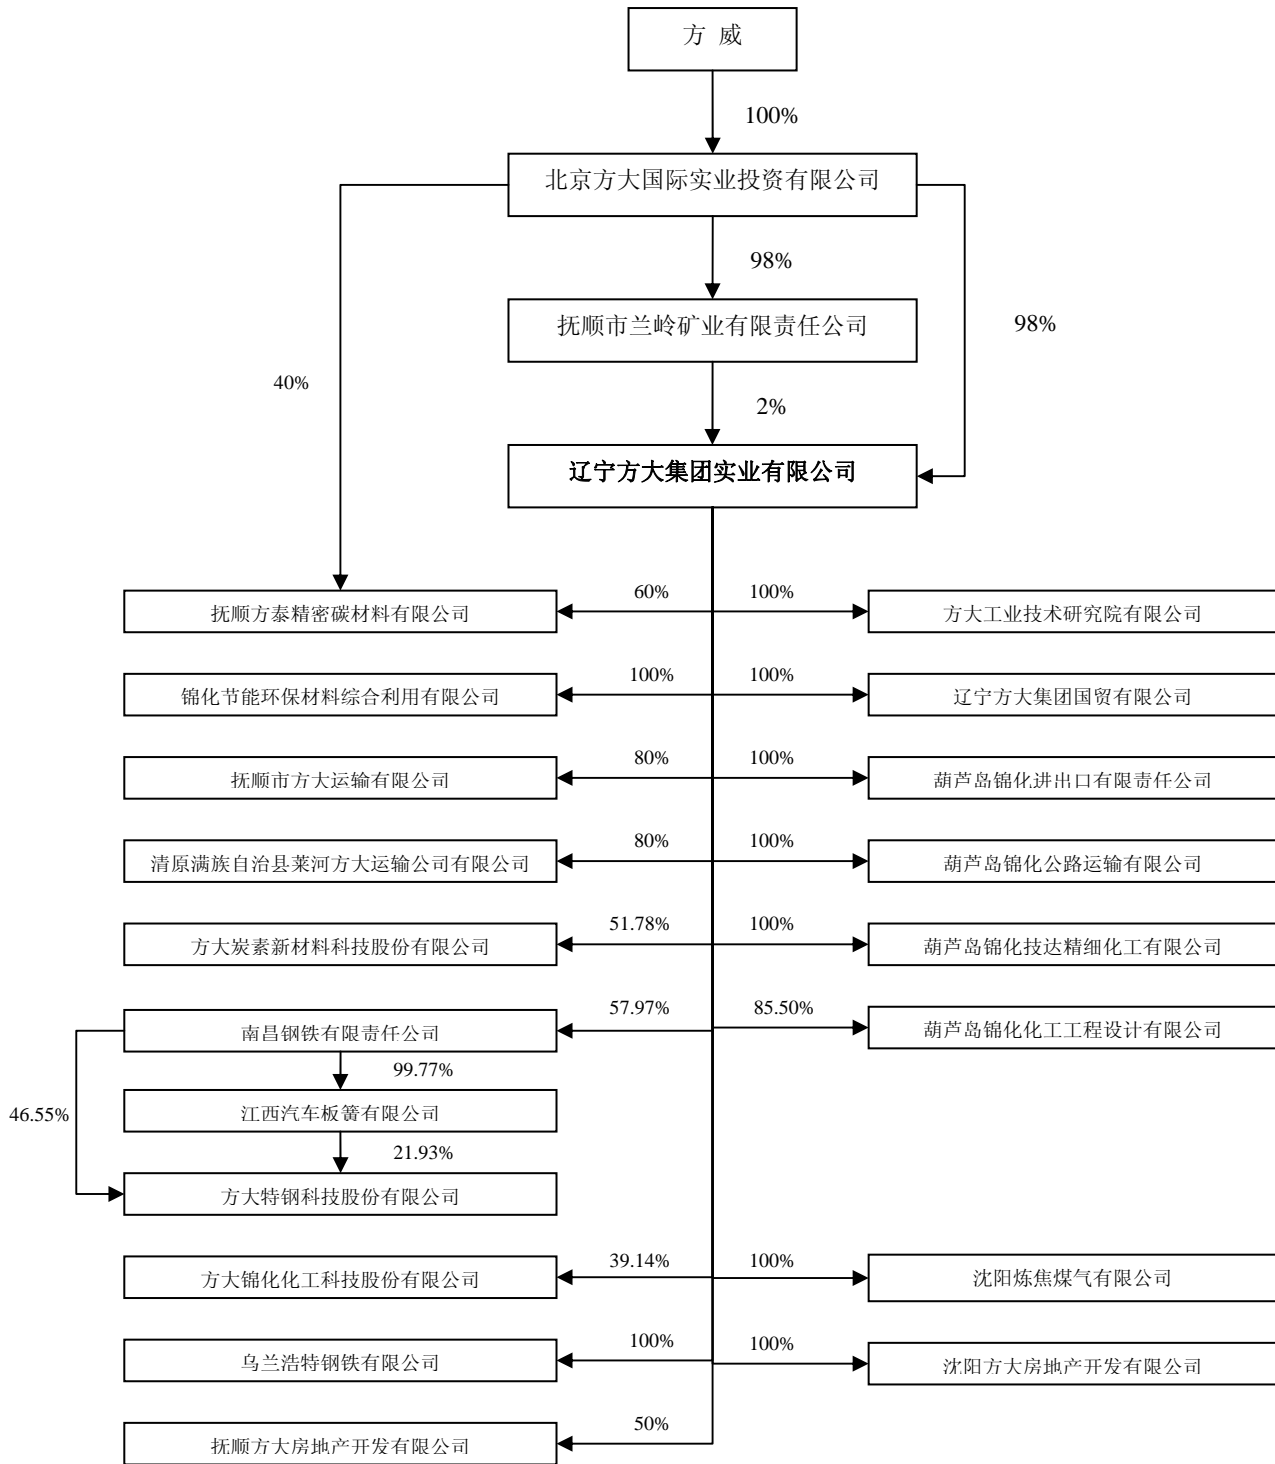 方 威
100%
北京方大国际实业投资有限公司
98%
抚顺市兰岭矿业有限责任公司
98%
40%
2%
辽宁方大集团实业有限公司
60%
100%
抚顺方泰精密碳材料有限公司
方大工业技术研究院有限公司
100%
100%
锦化节能环保材料综合利用有限公司
辽宁方大集团国贸有限公司
80%
100%
抚顺市方大运输有限公司
葫芦岛锦化进出口有限责任公司
80%
100%
清原满族自治县莱河方大运输公司有限公司
葫芦岛锦化公路运输有限公司
51.78%
100%
方大炭素新材料科技股份有限公司
葫芦岛锦化技达精细化工有限公司
57.97%
85.50%
南昌钢铁有限责任公司
葫芦岛锦化化工工程设计有限公司
99.77%
46.55%
江西汽车板簧有限公司
21.93%
方大特钢科技股份有限公司
39.14%
100%
方大锦化化工科技股份有限公司
沈阳炼焦煤气有限公司
100%
100%
乌兰浩特钢铁有限公司
沈阳方大房地产开发有限公司
50%
抚顺方大房地产开发有限公司